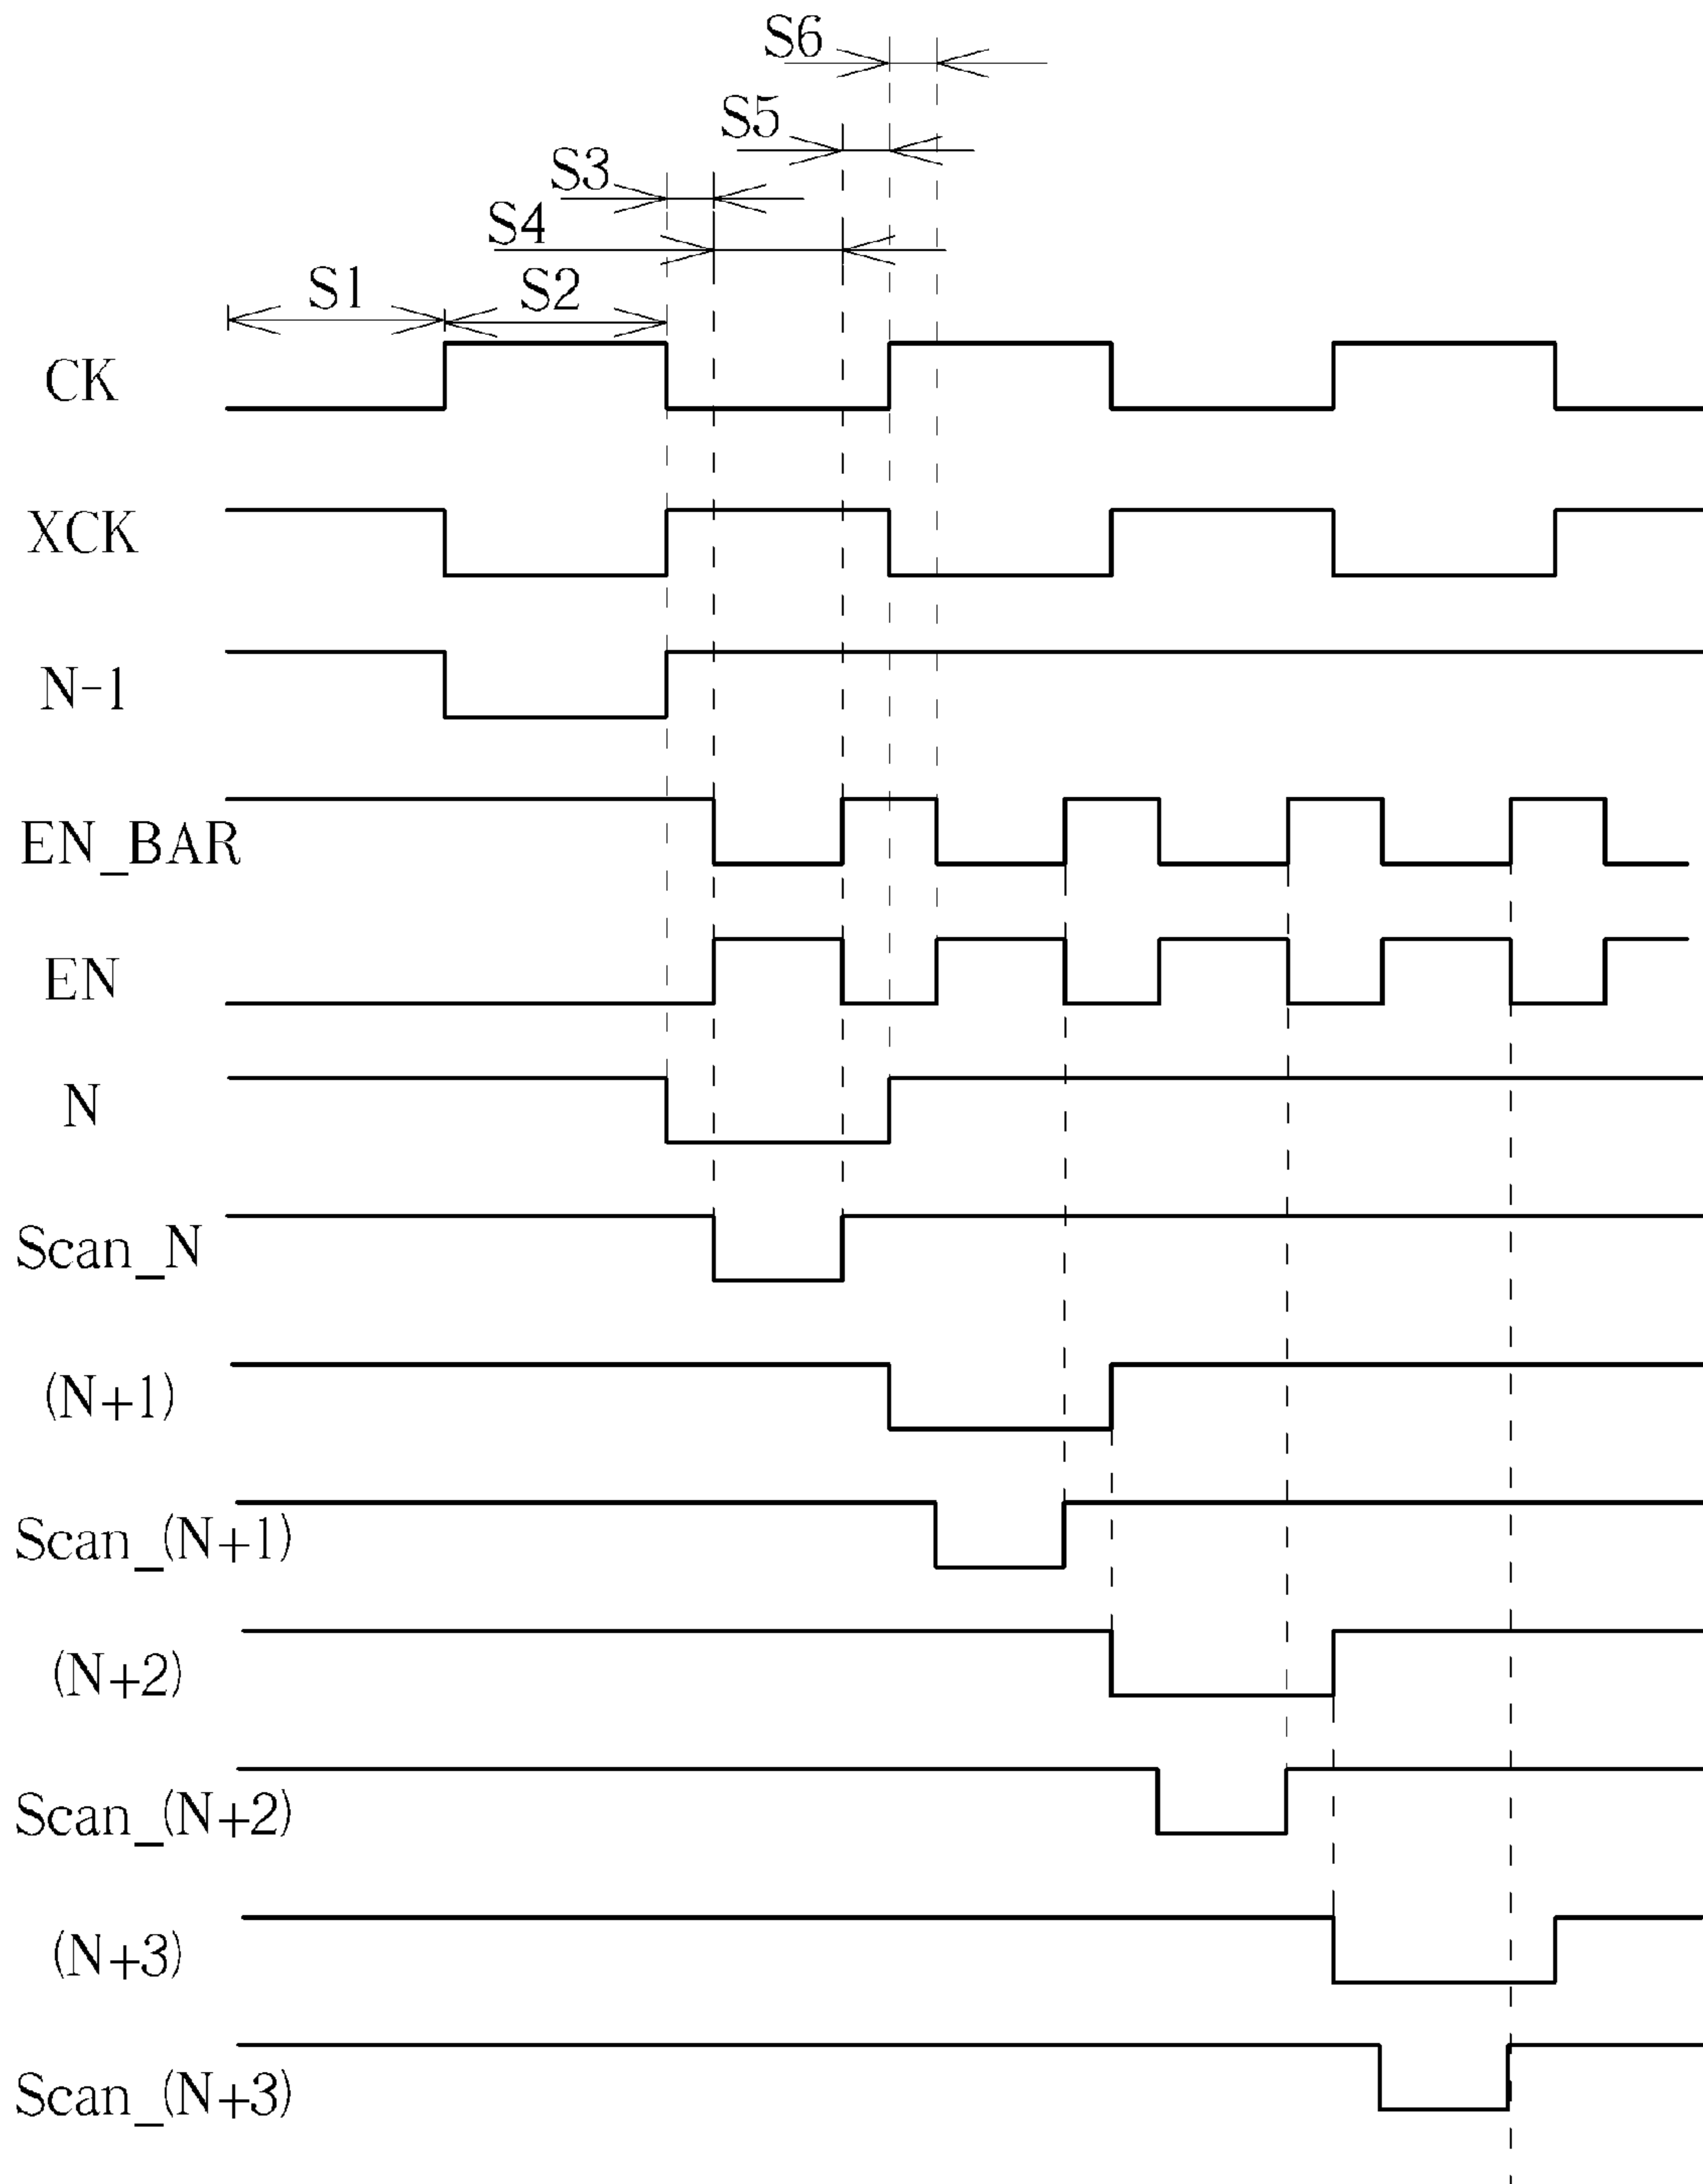 S6
S5
S3
S4
S1 S2
CK
XCK
N-1
EN_BAR
EN
N
Scan_N
(N+1)
Scan_(N+1)
(N+2)
Scan_(N+2)
(N+3)
Scan_(N+3)